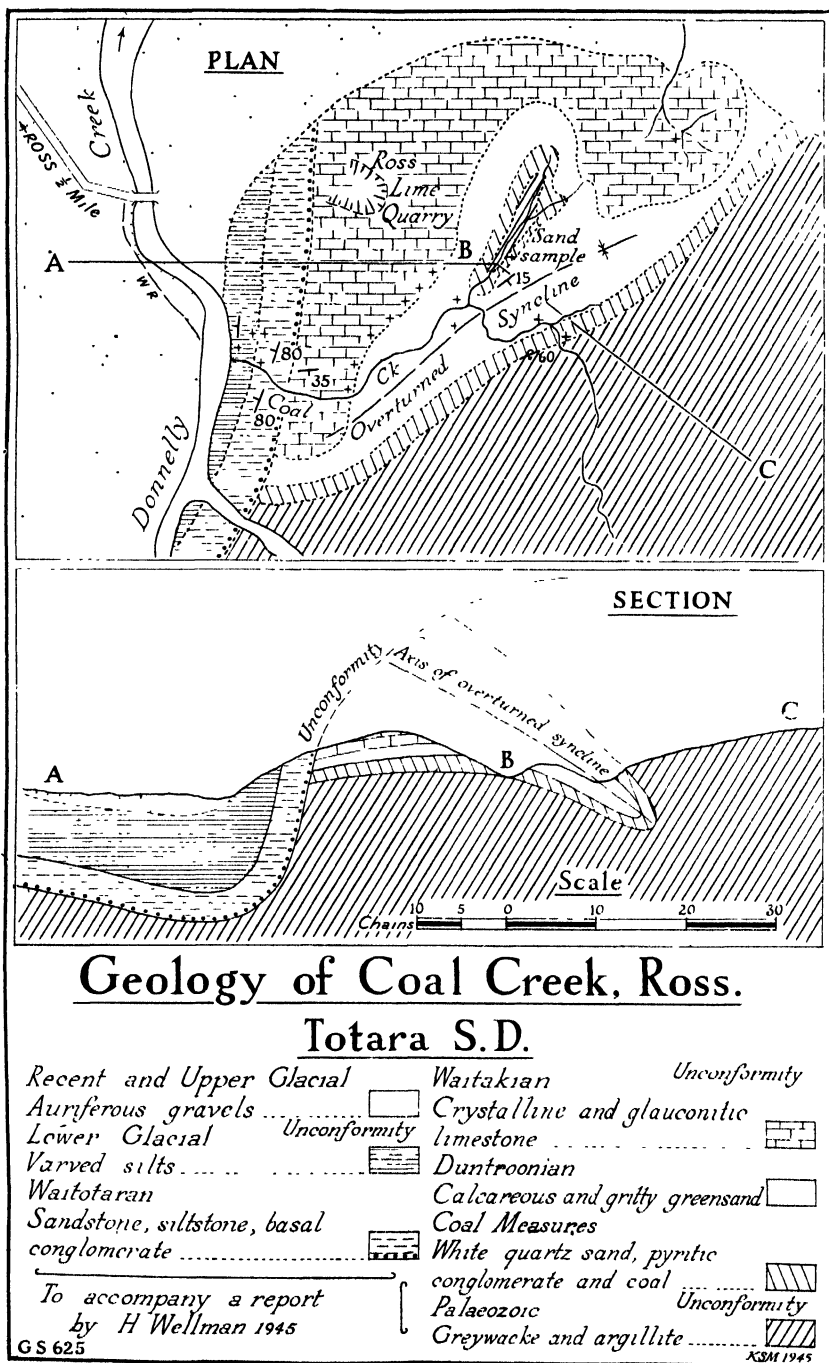 PLAN
Creek
+ROSS ½ Mile
Ross
Lime
Quarry
A
B
Sand
sample
15
WR
Syncline
80
35
Ck
60
Coal
80
Overturned
Donnelly
C
SECTION
Unconformity
Axis of overturned syncline
C
A
B
Scale
10 5 0 10 20 30
Chains
Geology of Coal Creek, Ross.
Totara S.D.
Recent and Upper Glacial
Auriferous gravels
Lower Glacial Unconformity
Varved silts
Waitotaran
Sandstone, siltstone, basal
conglomerate
To accompany a report
by H Wellman 1945
GS 625
Waitakian Unconformity
Crystalline and glauconitic
limestone
Duntroonian
Calcareous and gritty greensand
Coal Measures
White quartz sand, pyritic
conglomerate and coal
Palaeozoic Unconformity
Greywacke and argillite
KSM 1945